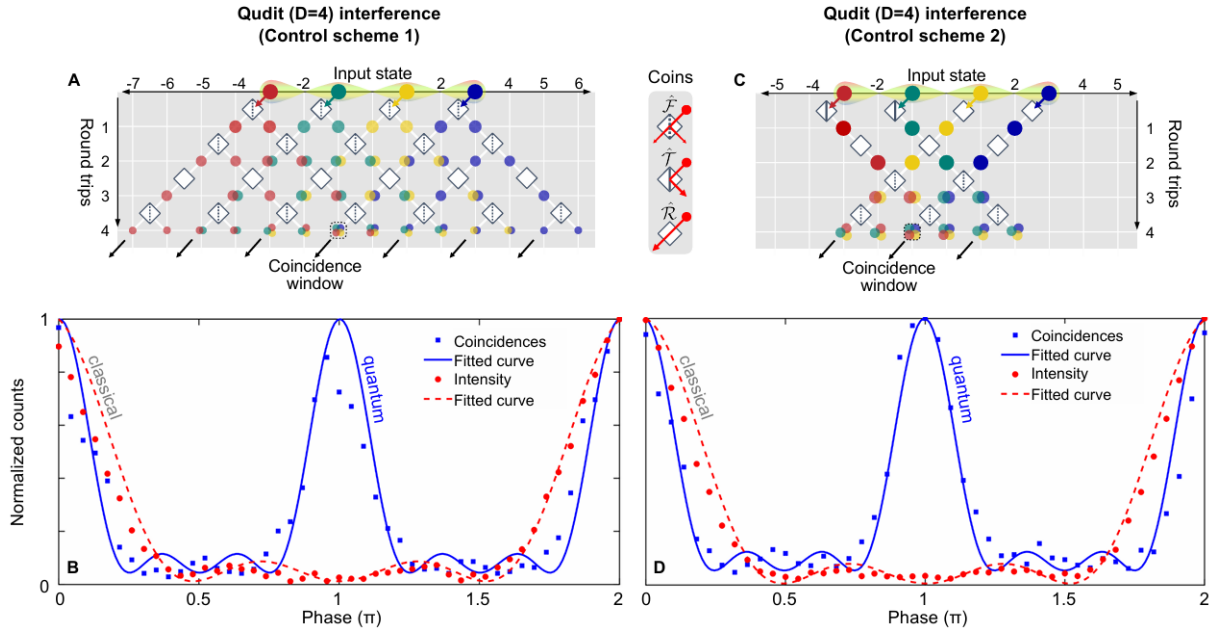 Qudit (D=4) interference
(Control scheme 1)
Qudit (D=4) interference
(Control scheme 2)
A
Input state
-7 -6 -5 -4 -2 2 4 5 6
Round trips
1
2
3
4
Coincidence
window
Coins
F̂
T̂
R̂
C
Input state
-5 -4 -2 2 4 5
1
2
3
4
Round trips
Coincidence
window
1
0
Normalized counts
classical
quantum
Coincidences
Fitted curve
Intensity
Fitted curve
B
0 0.5 1 1.5 2
Phase (π)
classical
quantum
Coincidences
Fitted curve
Intensity
Fitted curve
D
0 0.5 1 1.5 2
Phase (π)